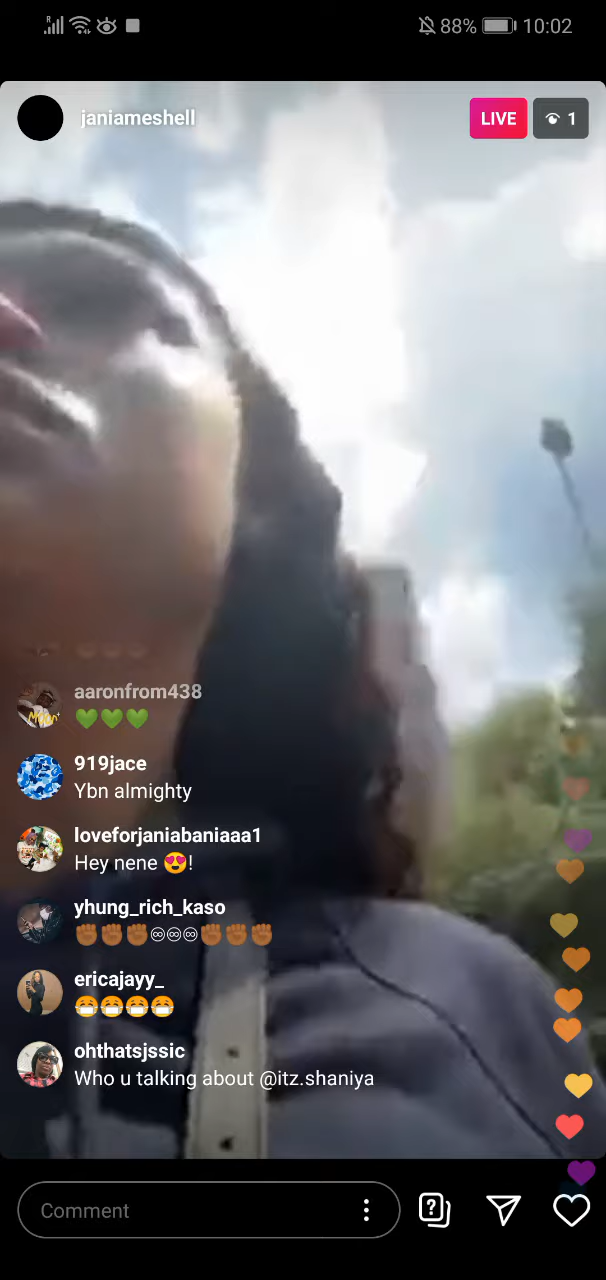 88% 10:02
janiameshell
LIVE 1
aaronfrom438
💚💚💚
919jace
Ybn almighty
loveforjaniabaniaaa1
Hey nene 😍!
yhung_rich_kaso
✊🏾✊🏾✊🏾♾♾♾✊🏾✊🏾✊🏾
ericajayy_
😷😷😷😷
ohthatsjssic
Who u talking about @itz.shaniya
Comment